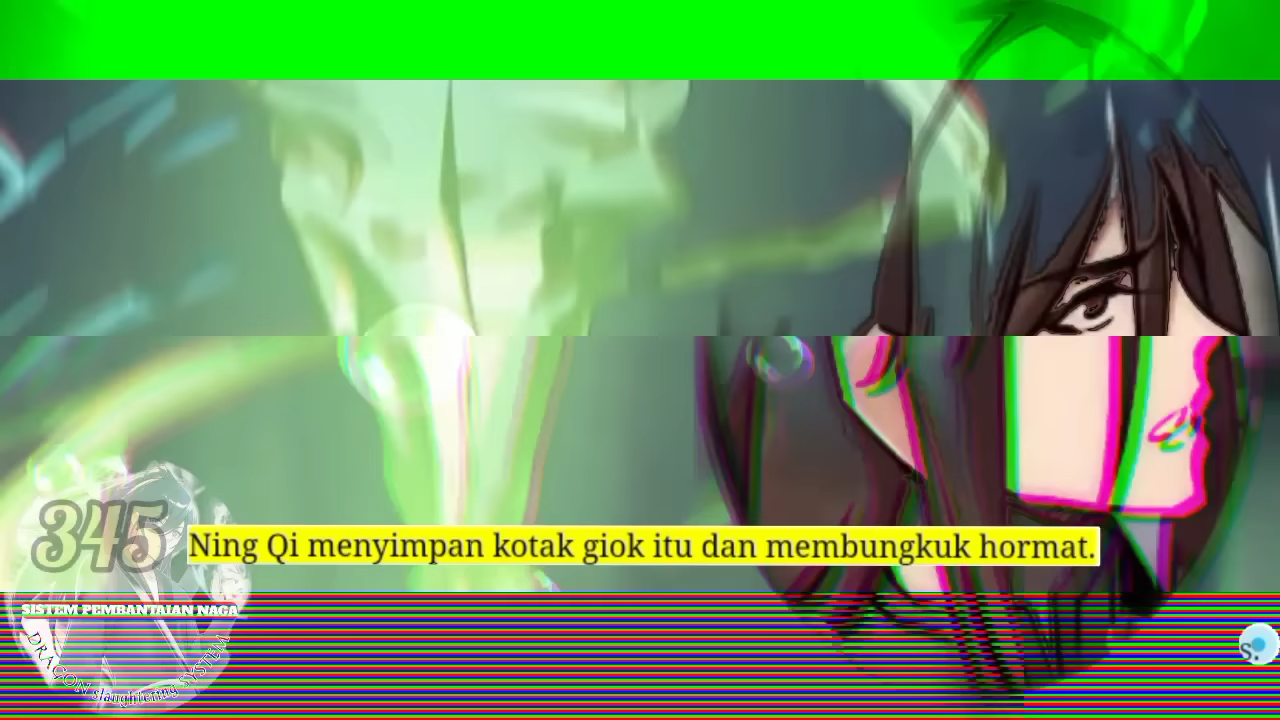 345
Ning Qi menyimpan kotak giok itu dan membungkuk hormat.
SISTEM PEMBANTAIAN NAGA
DRAGON slaughtering SYSTEM
S.